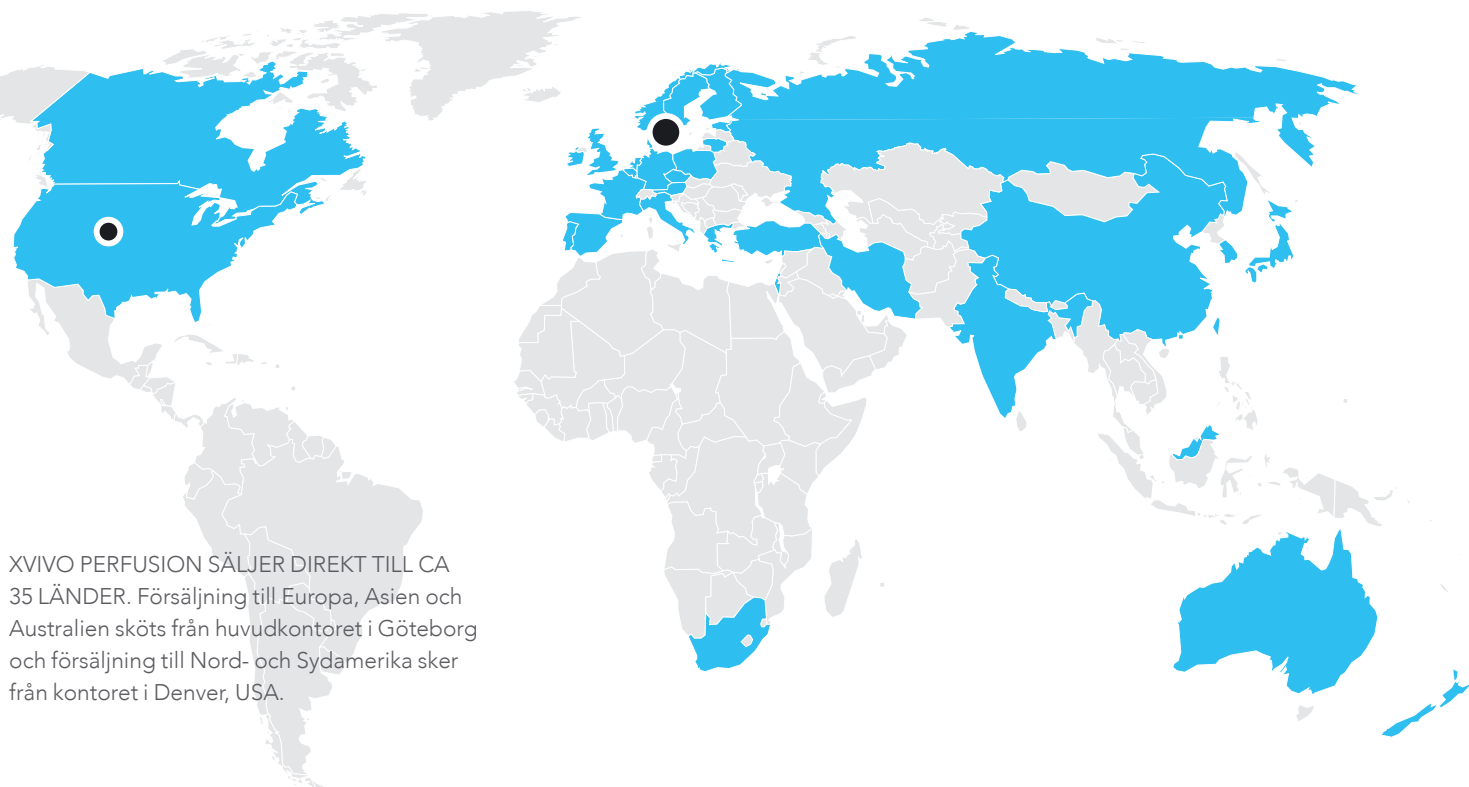 XVIVO PERFUSION SÄLJER DIREKT TILL CA
35 LÄNDER. Försäljning till Europa, Asien och
Australien sköts från huvudkontoret i Göteborg
och försäljning till Nord- och Sydamerika sker
från kontoret i Denver, USA.